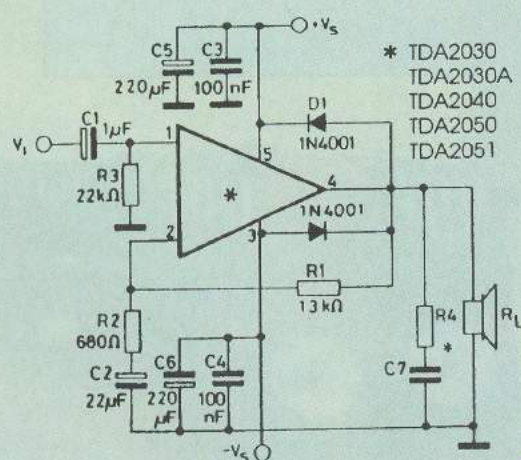 +Vs
C5
C3
220µF
100 nF
* TDA2030
TDA2030A
TDA2040
TDA2050
TDA2051
D1
1N4001
C1
1µF
V₁
1
5
R3
22kΩ
*
4
1N4001
2
3
R1
13kΩ
R2
680Ω
R4
*
RL
C2
22µF
C6
220 µF
C4
100 nF
C7
-Vs